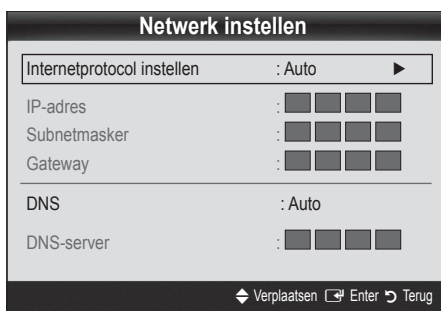 Netwerk instellen
Internetprotocol instellen : Auto ►
IP-adres :
Subnetmasker :
Gateway :
DNS : Auto
DNS-server :
Verplaatsen Enter Terug